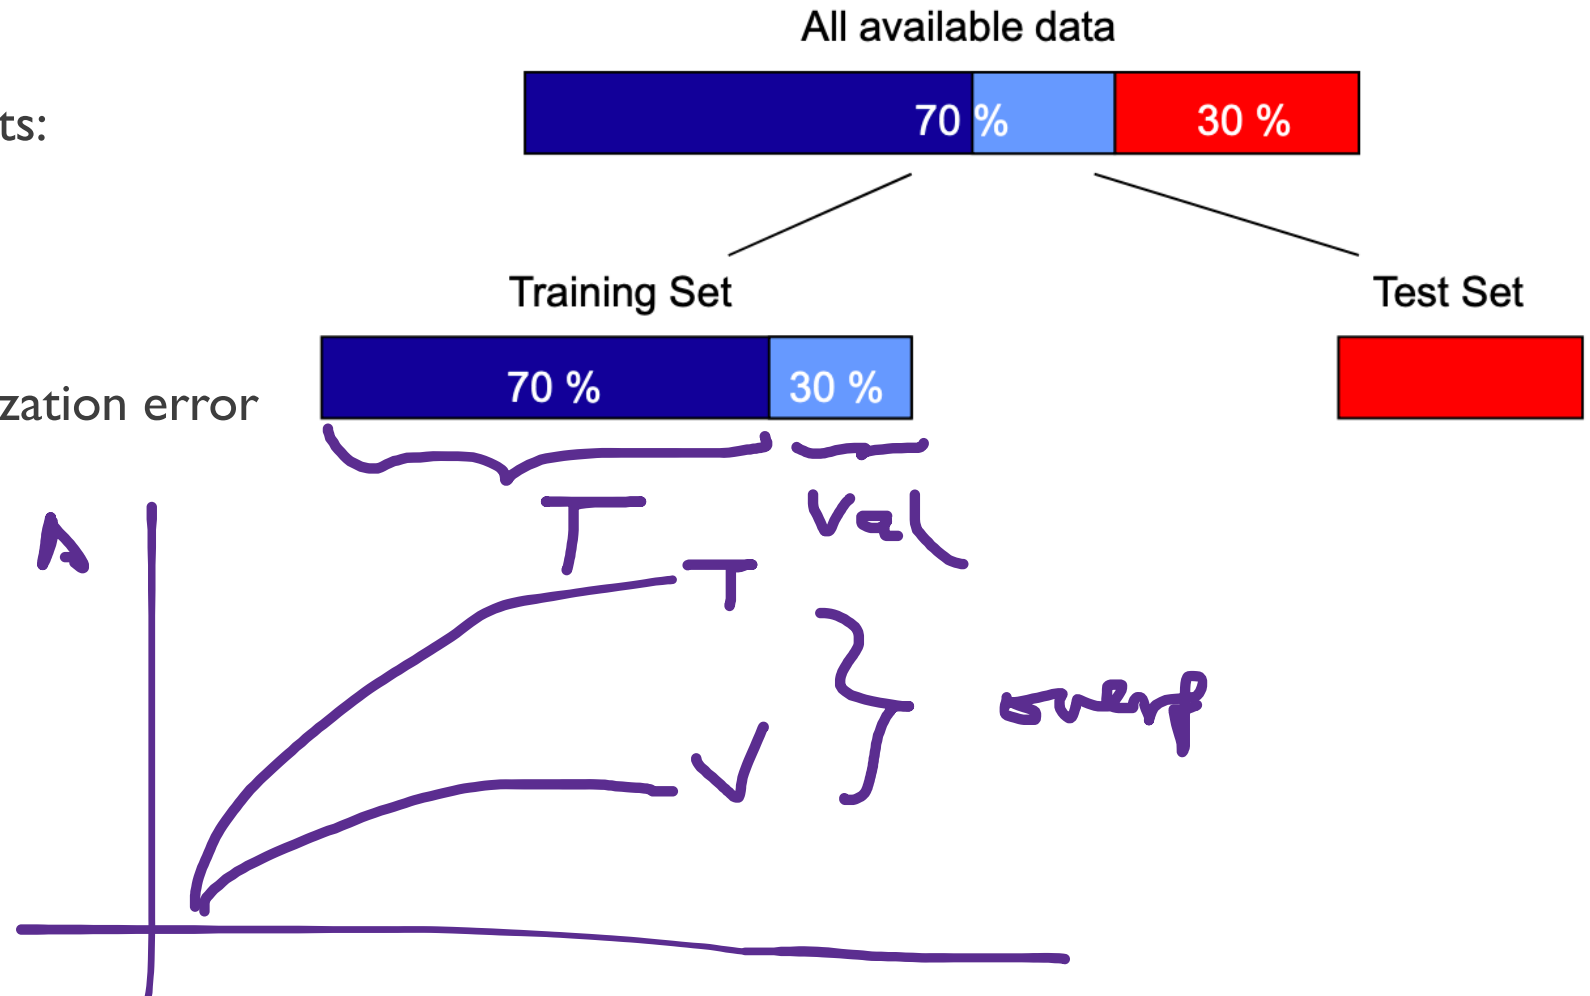 All available data
ts:
70 % 30 %
Training Set Test Set
zation error 70 % 30 %
T Val
A
T
V
overf